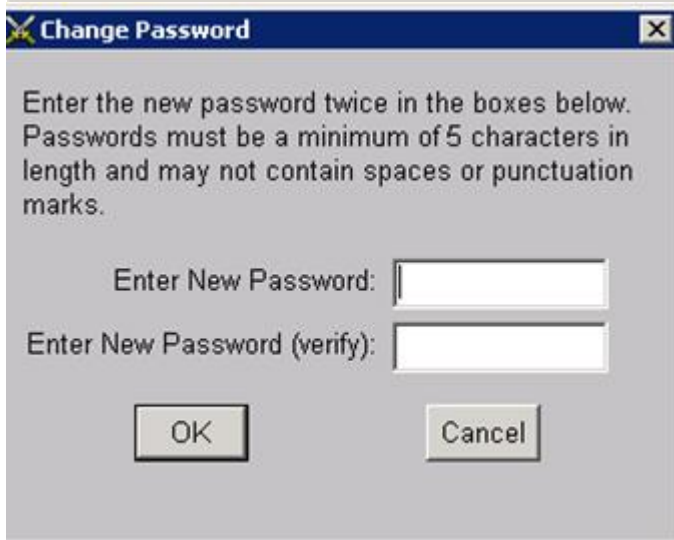 Change Password
Enter the new password twice in the boxes below.
Passwords must be a minimum of 5 characters in
length and may not contain spaces or punctuation
marks.
Enter New Password:
Enter New Password (verify):
OK
Cancel